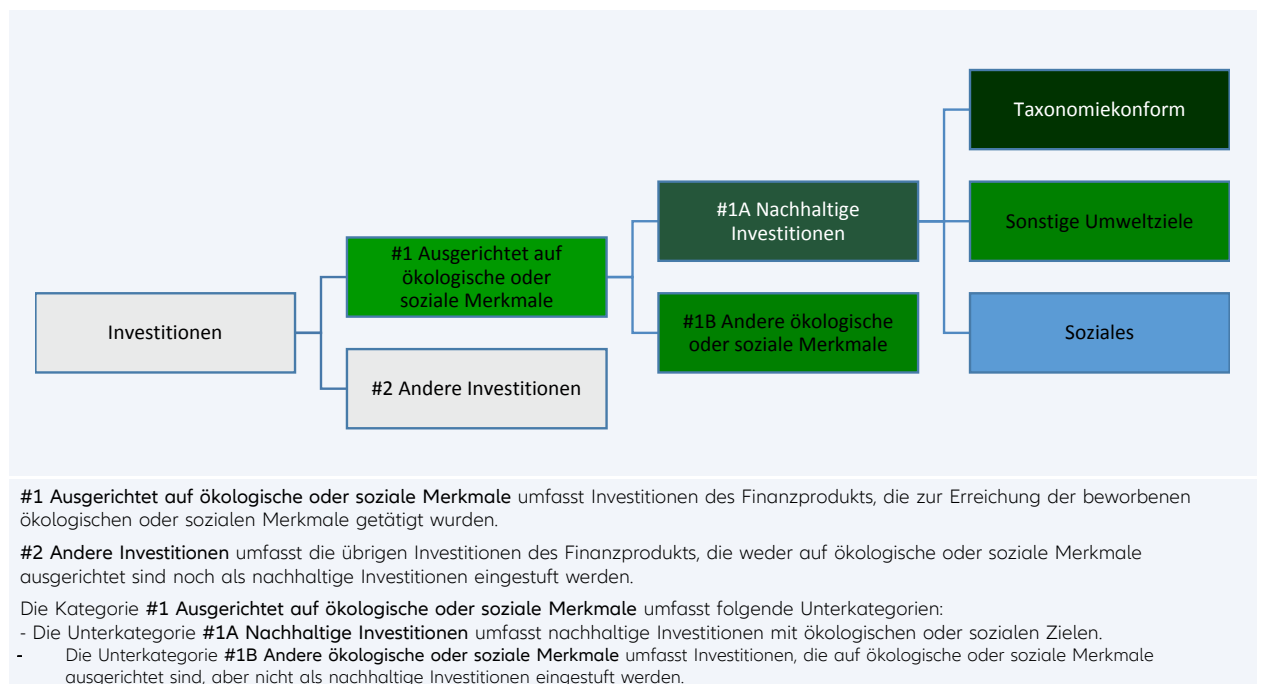 Taxonomiekonform
#1A Nachhaltige
Investitionen
Sonstige Umweltziele
#1 Ausgerichtet auf
ökologische oder
soziale Merkmale
#1B Andere ökologische
oder soziale Merkmale
Soziales
Investitionen
#2 Andere Investitionen
#1 Ausgerichtet auf ökologische oder soziale Merkmale umfasst Investitionen des Finanzprodukts, die zur Erreichung der beworbenen
ökologischen oder sozialen Merkmale getätigt wurden.
#2 Andere Investitionen umfasst die übrigen Investitionen des Finanzprodukts, die weder auf ökologische oder soziale Merkmale
ausgerichtet sind noch als nachhaltige Investitionen eingestuft werden.
Die Kategorie #1 Ausgerichtet auf ökologische oder soziale Merkmale umfasst folgende Unterkategorien:
- Die Unterkategorie #1A Nachhaltige Investitionen umfasst nachhaltige Investitionen mit ökologischen oder sozialen Zielen.
- Die Unterkategorie #1B Andere ökologische oder soziale Merkmale umfasst Investitionen, die auf ökologische oder soziale Merkmale
ausgerichtet sind, aber nicht als nachhaltige Investitionen eingestuft werden.